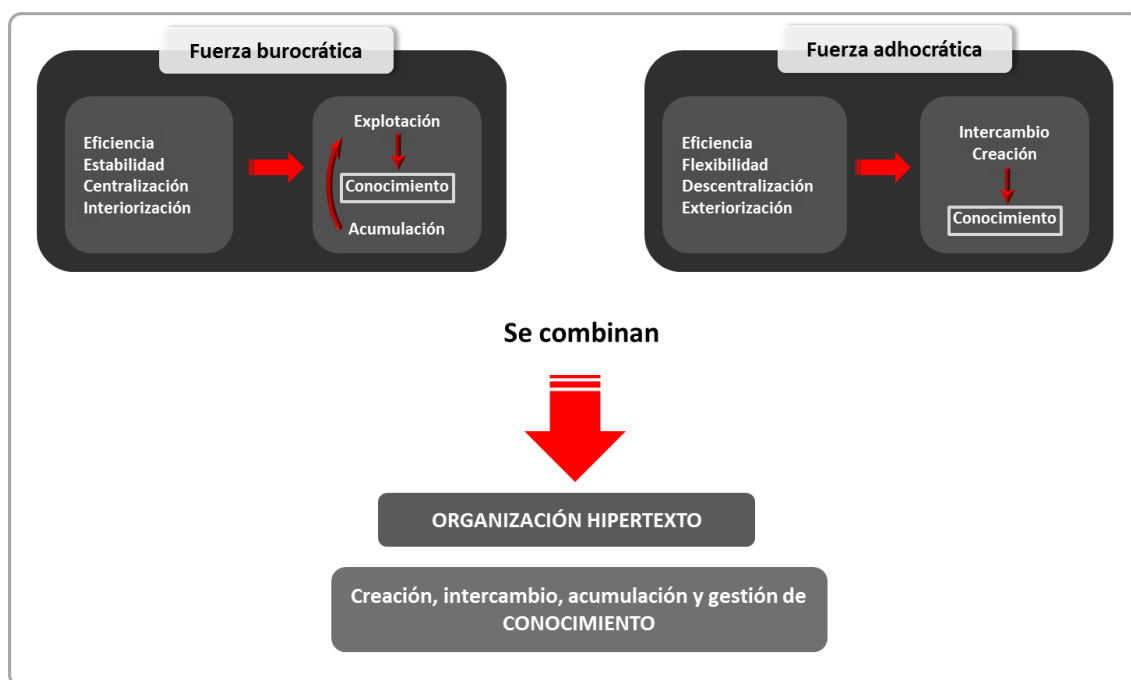 Fuerza burocrática
Eficiencia
Estabilidad
Centralización
Interiorización
Explotación
Conocimiento
Acumulación
Fuerza adhocrática
Eficiencia
Flexibilidad
Descentralización
Exteriorización
Intercambio
Creación
Conocimiento
Se combinan
ORGANIZACIÓN HIPERTEXTO
Creación, intercambio, acumulación y gestión de
CONOCIMIENTO